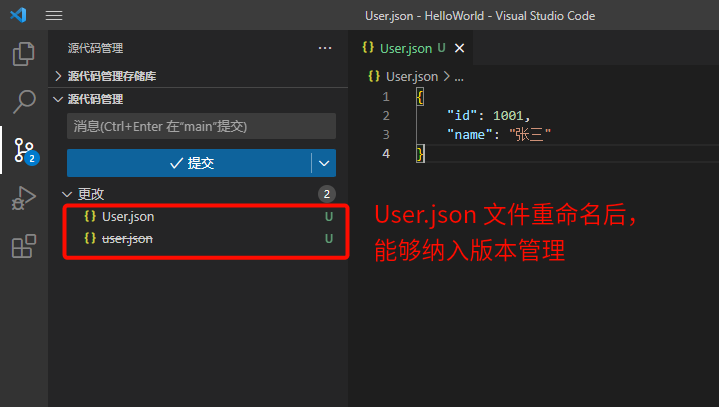 User.json - HelloWorld - Visual Studio Code
源代码管理
User.json U
源代码管理存储库
User.json > ...
源代码管理
1 {
2 "id": 1001,
3 "name": "张三"
4 }
消息(Ctrl+Enter 在"main"提交)
提交
更改 2
User.json U
user.json U
2
User.json 文件重命名后，
能够纳入版本管理